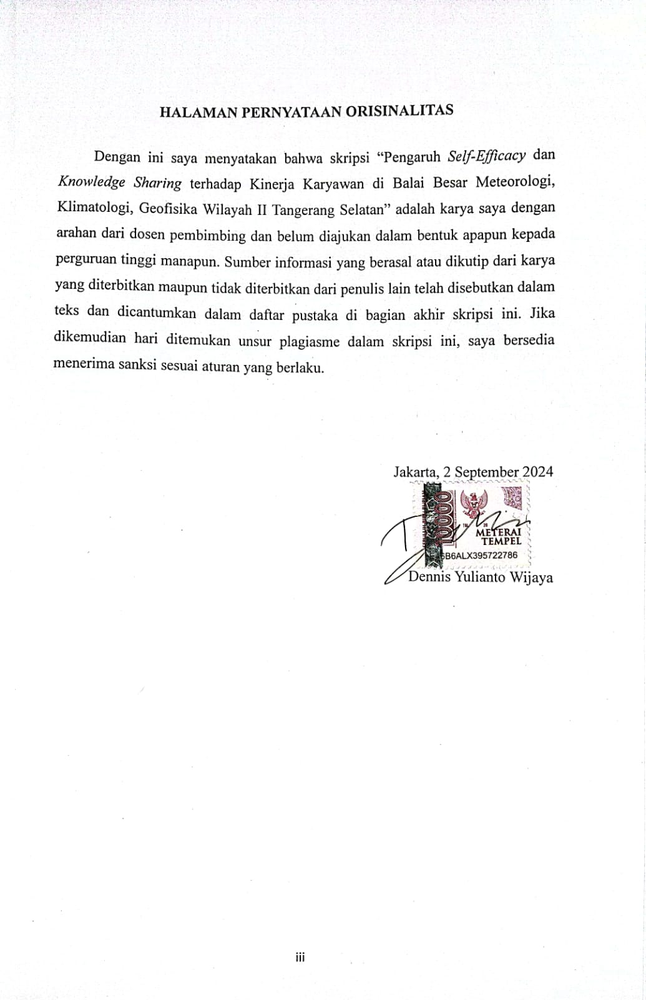 HALAMAN PERNYATAAN ORISINALITAS
Dengan ini saya menyatakan bahwa skripsi “Pengaruh Self-Efficacy dan
Knowledge Sharing terhadap Kinerja Karyawan di Balai Besar Meteorologi,
Klimatologi, Geofisika Wilayah II Tangerang Selatan” adalah karya saya dengan
arahan dari dosen pembimbing dan belum diajukan dalam bentuk apapun kepada
perguruan tinggi manapun. Sumber informasi yang berasal atau dikutip dari karya
yang diterbitkan maupun tidak diterbitkan dari penulis lain telah disebutkan dalam
teks dan dicantumkan dalam daftar pustaka di bagian akhir skripsi ini. Jika
dikemudian hari ditemukan unsur plagiasme dalam skripsi ini, saya bersedia
menerima sanksi sesuai aturan yang berlaku.
Jakarta, 2 September 2024
10000
METERAI
TEMPEL
B6ALX395722786
Dennis Yulianto Wijaya
iii